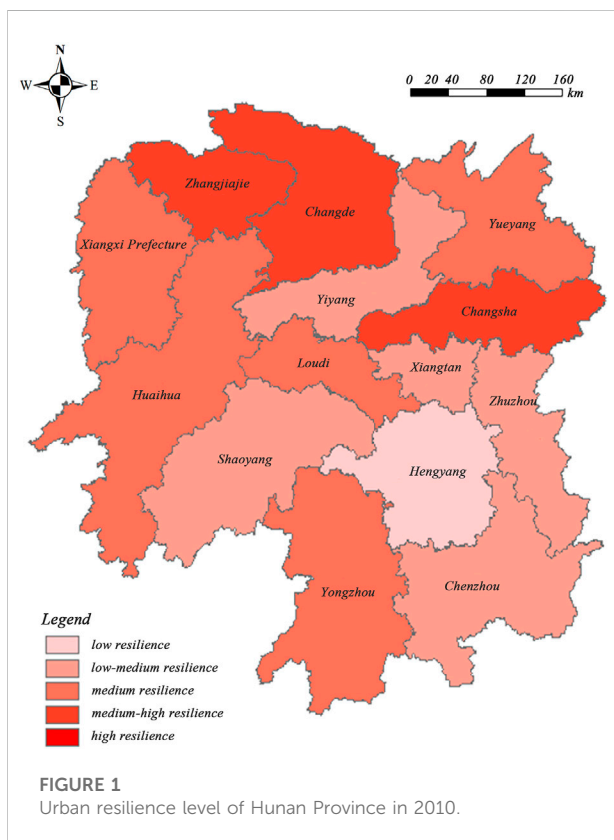 N
W E
S
0 20 40 80 120 160
km
Zhangjiajie
Changde
Xiangxi Prefecture
Yueyang
Yiyang
Changsha
Loudi
Xiangtan
Huaihua
Zhuzhou
Shaoyang
Hengyang
Yongzhou
Chenzhou
Legend
low resilience
low-medium resilience
medium resilience
medium-high resilience
high resilience
FIGURE 1
Urban resilience level of Hunan Province in 2010.